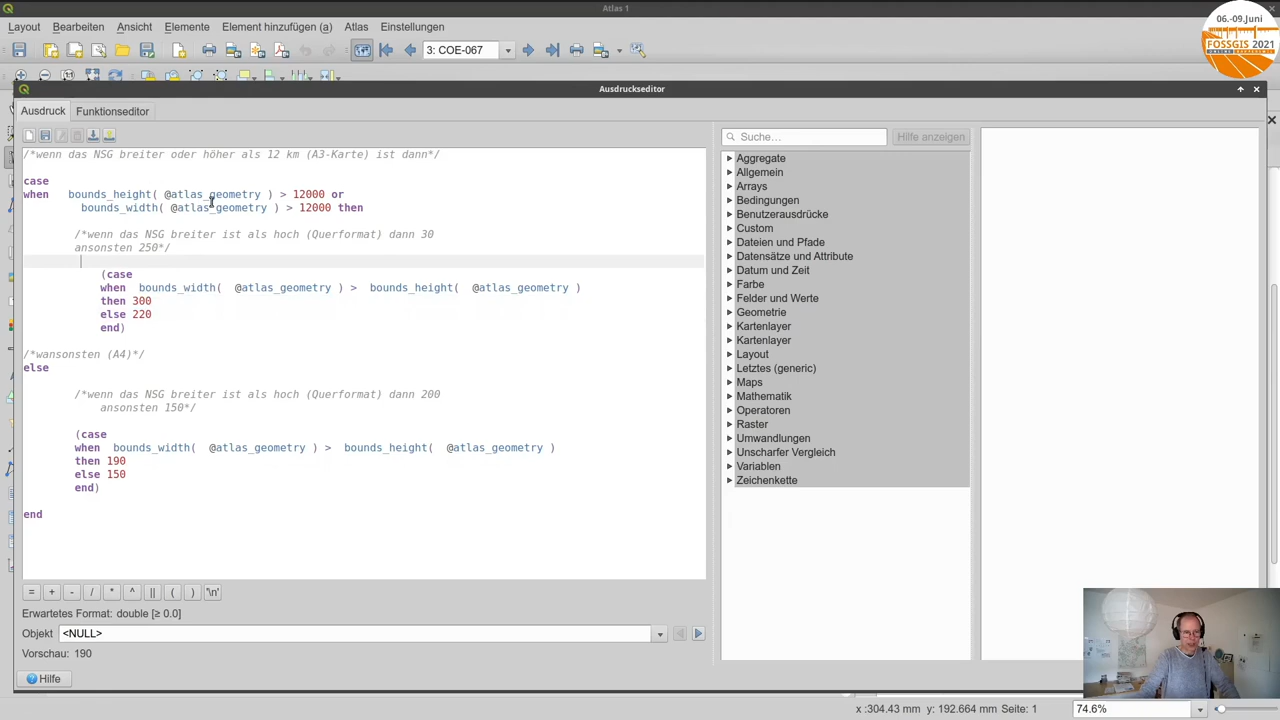 Atlas 1
Layout Bearbeiten Ansicht Elemente Element hinzufügen (a) Atlas Einstellungen
3: COE-067
06.-09.Juni
FOSSGIS 2021
Ausdruckseditor
Ausdruck Funktionseditor
Suche…
Hilfe anzeigen
/*wenn das NSG breiter oder höher als 12 km (A3-Karte) ist dann*/
case
when bounds_height( @atlas_geometry ) > 12000 or
bounds_width( @atlas_geometry ) > 12000 then
/*wenn das NSG breiter ist als hoch (Querformat) dann 30
ansonsten 250*/
(case
when bounds_width( @atlas_geometry ) > bounds_height( @atlas_geometry )
then 300
else 220
end)
/*wansonsten (A4)*/
else
/*wenn das NSG breiter ist als hoch (Querformat) dann 200
ansonsten 150*/
(case
when bounds_width( @atlas_geometry ) > bounds_height( @atlas_geometry )
then 190
else 150
end)
end
Aggregate
Allgemein
Arrays
Bedingungen
Benutzerausdrücke
Custom
Dateien und Pfade
Datensätze und Attribute
Datum und Zeit
Farbe
Felder und Werte
Geometrie
Kartenlayer
Kartenlayer
Layout
Letztes (generic)
Maps
Mathematik
Operatoren
Raster
Umwandlungen
Unscharfer Vergleich
Variablen
Zeichenkette
= + - / * ^ || ( ) '\n'
Erwartetes Format: double [≥ 0.0]
Objekt <NULL>
Vorschau: 190
Hilfe
x :304.43 mm y: 192.664 mm Seite: 1 74.6%